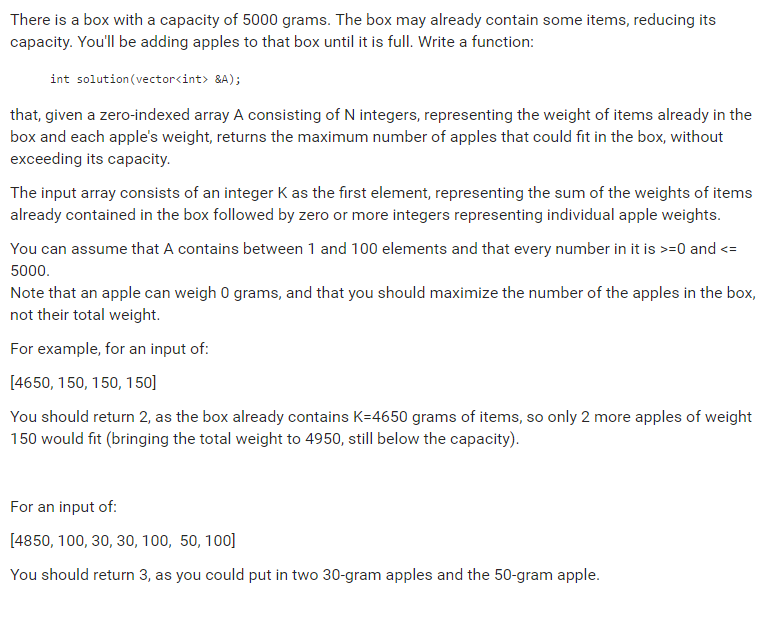 There is a box with a capacity of 5000 grams. The box may already contain some items, reducing its
capacity. You'll be adding apples to that box until it is full. Write a function:
int solution(vector<int> &A);
that, given a zero-indexed array A consisting of N integers, representing the weight of items already in the
box and each apple's weight, returns the maximum number of apples that could fit in the box, without
exceeding its capacity.
The input array consists of an integer K as the first element, representing the sum of the weights of items
already contained in the box followed by zero or more integers representing individual apple weights.
You can assume that A contains between 1 and 100 elements and that every number in it is >=0 and <=
5000.
Note that an apple can weigh 0 grams, and that you should maximize the number of the apples in the box,
not their total weight.
For example, for an input of:
[4650, 150, 150, 150]
You should return 2, as the box already contains K=4650 grams of items, so only 2 more apples of weight
150 would fit (bringing the total weight to 4950, still below the capacity).
For an input of:
[4850, 100, 30, 30, 100, 50, 100]
You should return 3, as you could put in two 30-gram apples and the 50-gram apple.